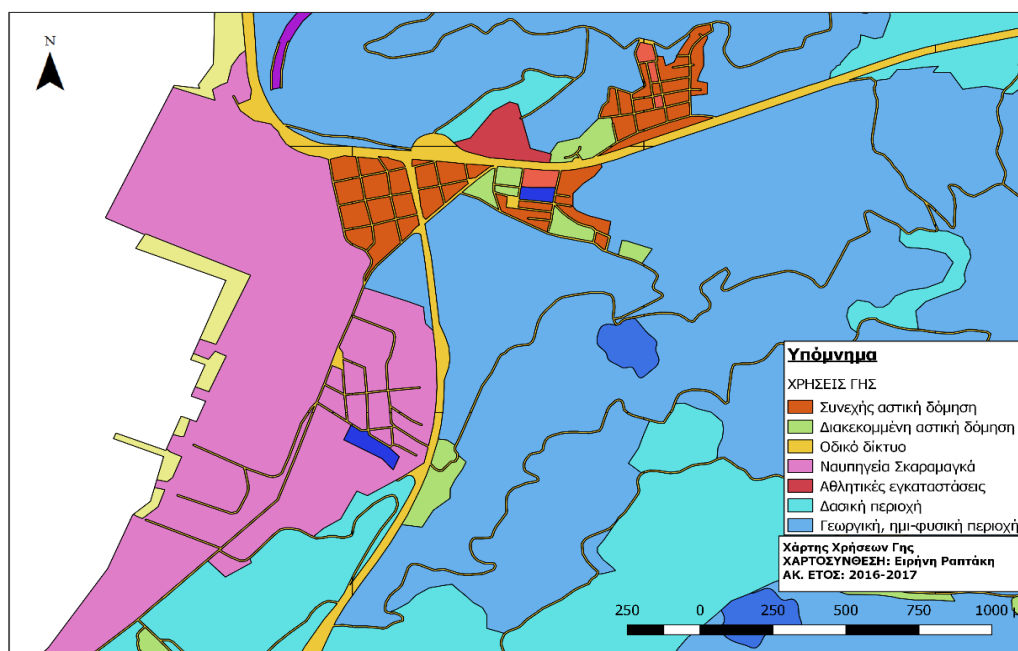 N
Υπόμνημα
ΧΡΗΣΕΙΣ ΓΗΣ
Συνεχής αστική δόμηση
Διακεκομμένη αστική δόμηση
Οδικό δίκτυο
Ναυπηγεία Σκαραμαγκά
Αθλητικές εγκαταστάσεις
Δασική περιοχή
Γεωργική, ημι-φυσική περιοχή
Χάρτης Χρήσεων Γης
ΧΑΡΤΟΣΥΝΘΕΣΗ: Ειρήνη Ραπτάκη
ΑΚ. ΕΤΟΣ: 2016-2017
250 0 250 500 750 1000 μ